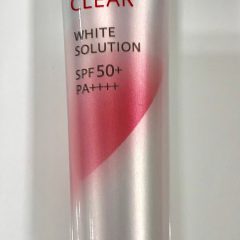 CLEAR
WHITE
SOLUTION
SPF50+
PA++++